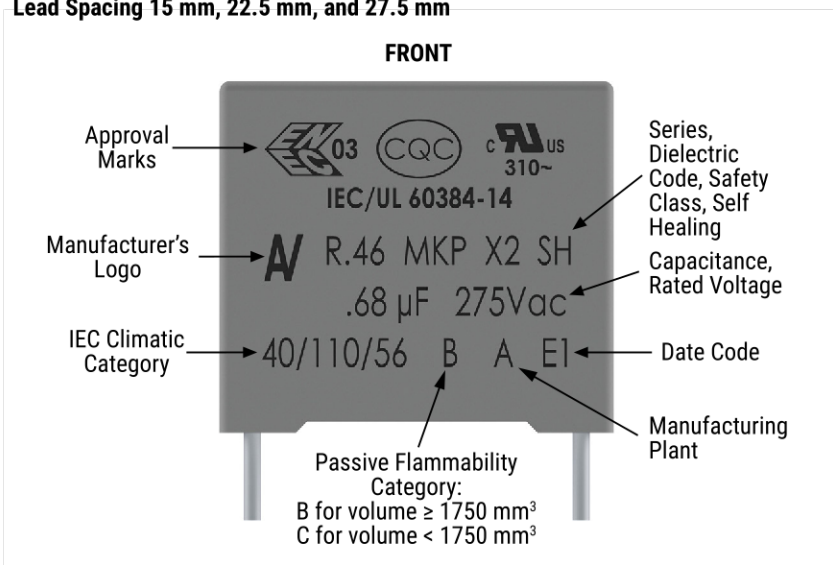 Lead Spacing 15 mm, 22.5 mm, and 27.5 mm
FRONT
Approval
Marks
ENEC 03
CQC
c RU US
310~
IEC/UL 60384-14
Series,
Dielectric
Code, Safety
Class, Self
Healing
Manufacturer's
Logo
R.46 MKP X2 SH
Capacitance,
Rated Voltage
.68 µF 275Vac
IEC Climatic
Category
40/110/56 B A E1
Date Code
Manufacturing
Plant
Passive Flammability
Category:
B for volume ≥ 1750 mm³
C for volume < 1750 mm³